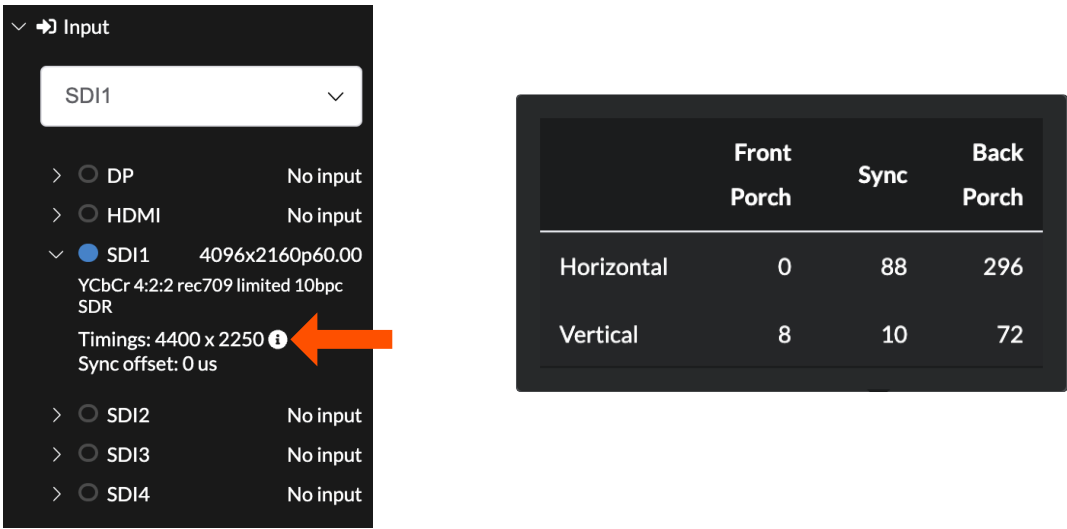 Input
SDI1
DP No input
HDMI No input
SDI1 4096x2160p60.00
YCbCr 4:2:2 rec709 limited 10bpc
SDR
Timings: 4400 x 2250
Sync offset: 0 us
SDI2 No input
SDI3 No input
SDI4 No input
Front Porch Sync Back Porch
Horizontal 0 88 296
Vertical 8 10 72